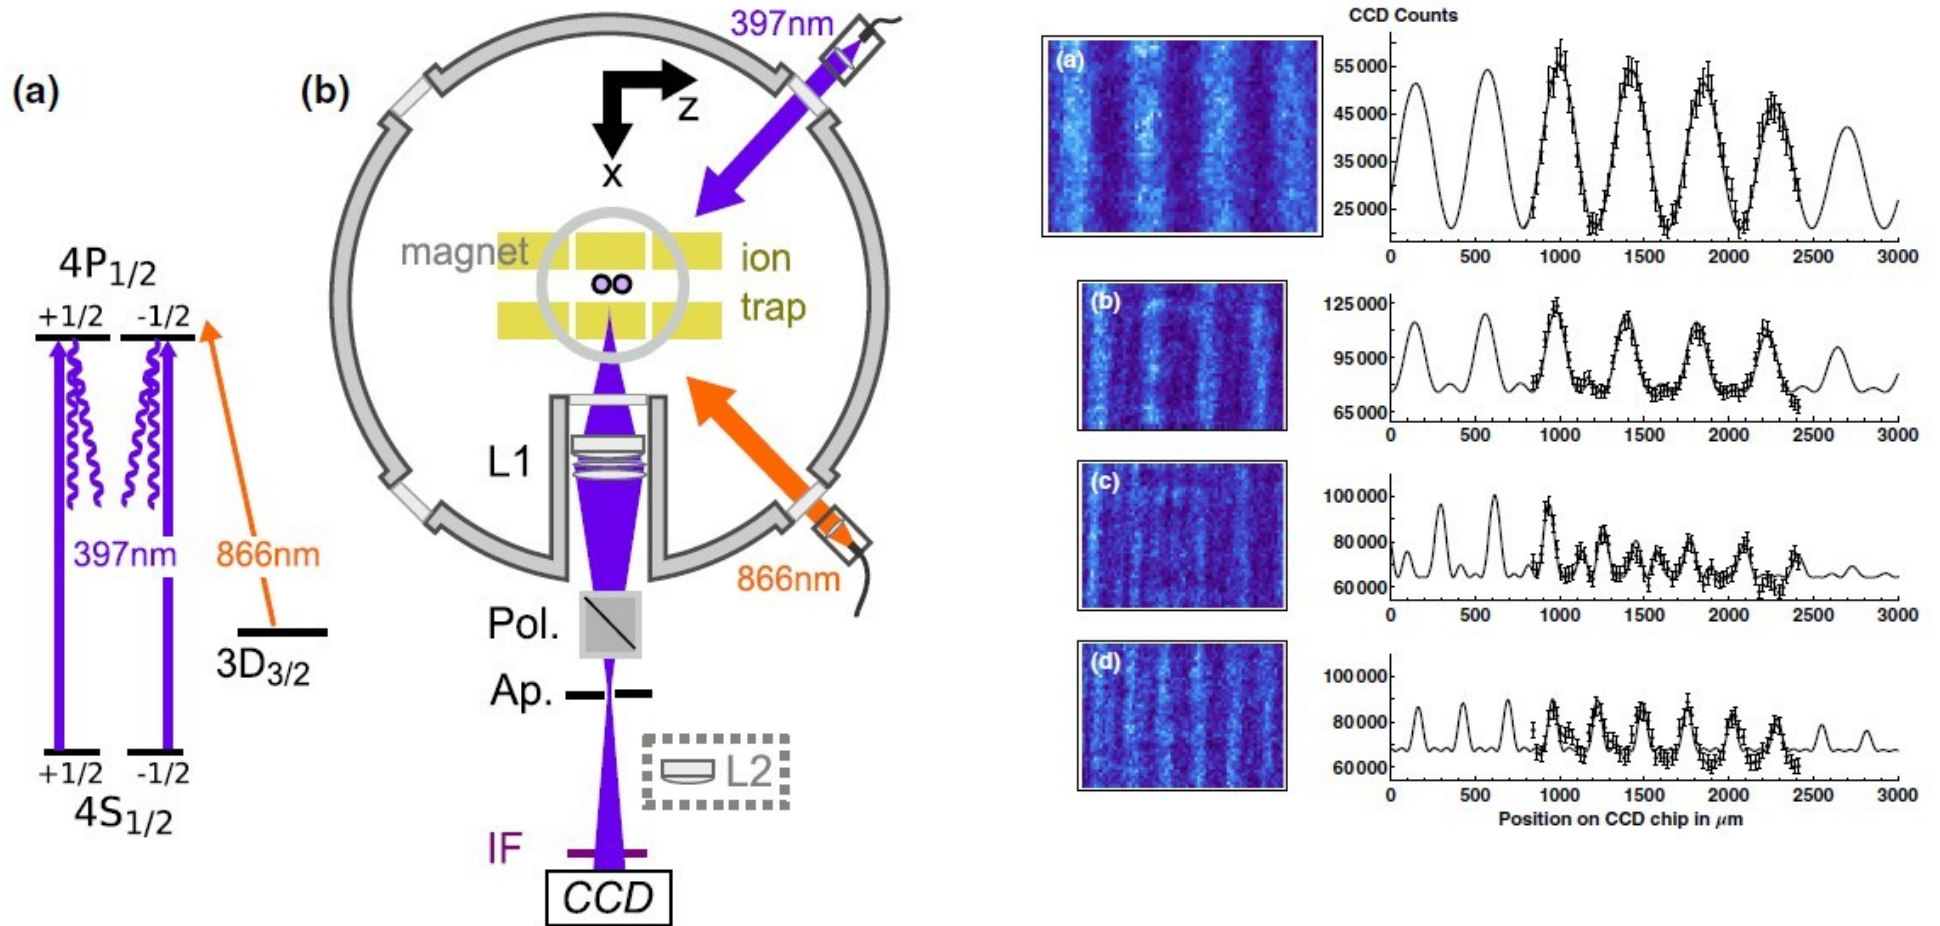 (a)
4P1/2
+1/2 -1/2
397nm
866nm
3D3/2
+1/2 -1/2
4S1/2
(b)
397nm
z
x
magnet
ion
trap
L1
866nm
Pol.
Ap.
L2
IF
CCD
CCD Counts
(a)
55 000
45 000
35 000
25 000
0 500 1000 1500 2000 2500 3000
(b)
125 000
95 000
65 000
0 500 1000 1500 2000 2500 3000
(c)
100 000
80 000
60 000
0 500 1000 1500 2000 2500 3000
(d)
100 000
80 000
60 000
0 500 1000 1500 2000 2500 3000
Position on CCD chip in μm